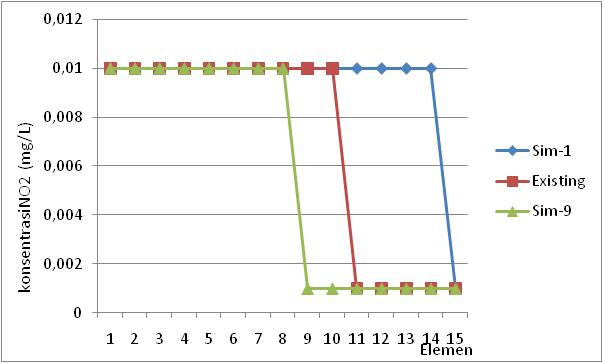 konsentrasiNO2 (mg/L)
0,012
0,01
0,008
0,006
0,004
0,002
0
1 2 3 4 5 6 7 8 9 10 11 12 13 14 15
Elemen
Sim-1
Existing
Sim-9